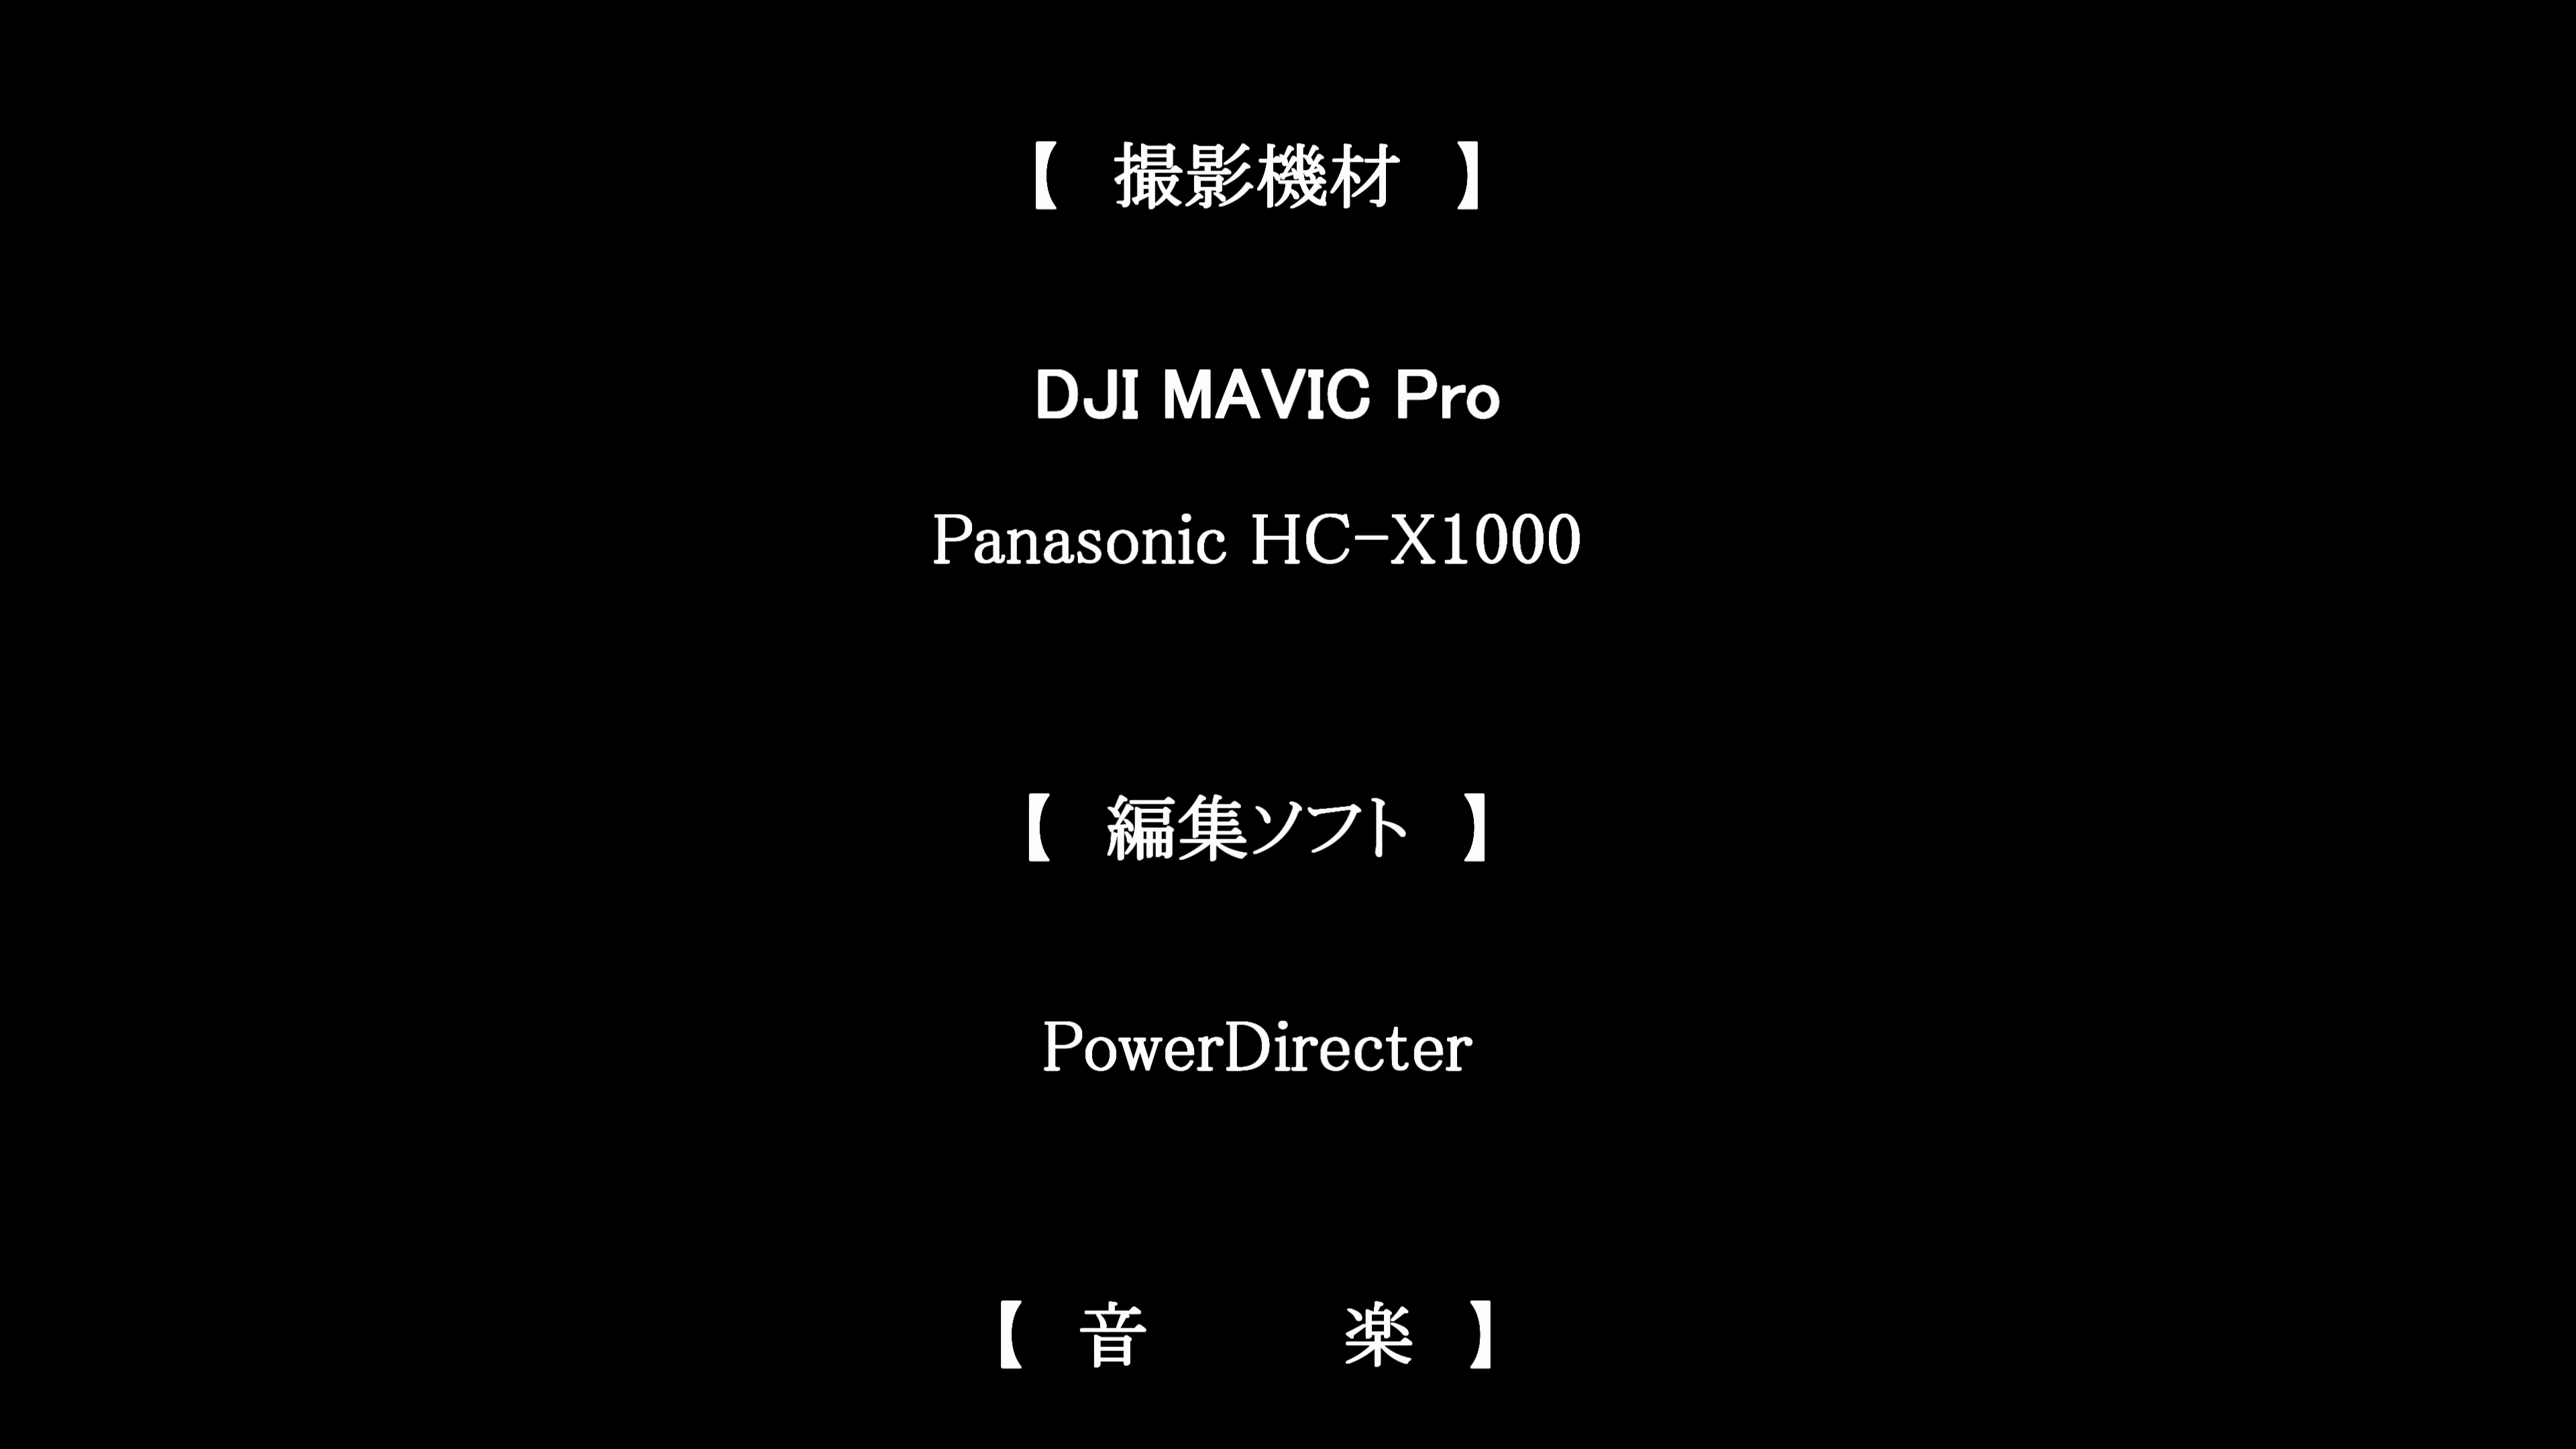 【 撮影機材 】
DJI MAVIC Pro
Panasonic HC-X1000
【 編集ソフト 】
PowerDirecter
【 音　　楽 】